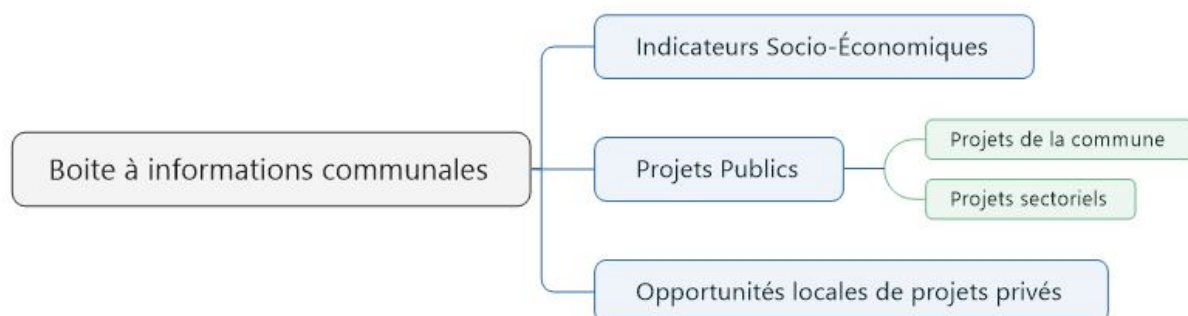 Boite à informations communales
Indicateurs Socio-Économiques
Projets Publics
Projets de la commune
Projets sectoriels
Opportunités locales de projets privés